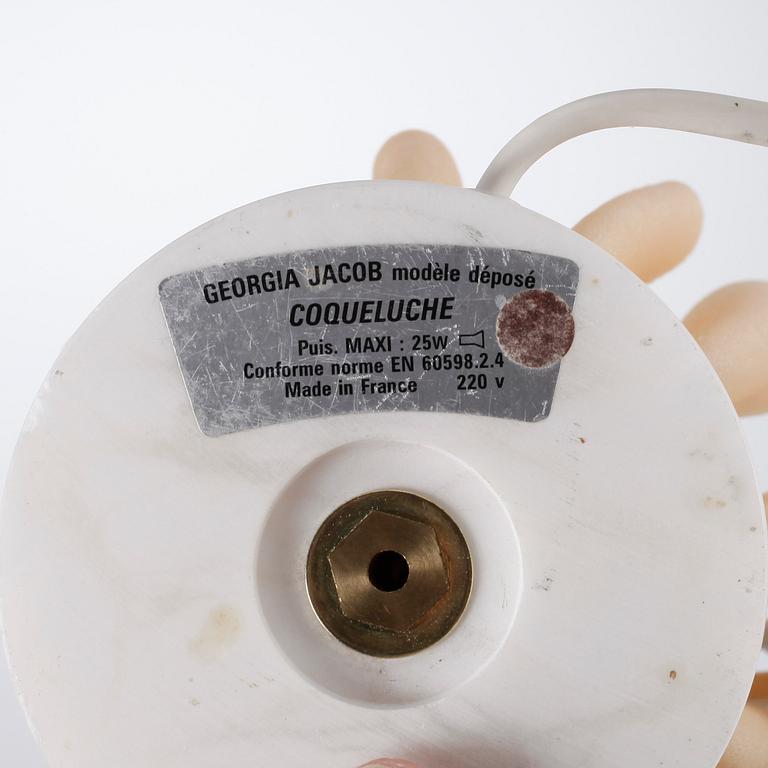 GEORGIA JACOB modèle déposé
COQUELUCHE
Puis. MAXI : 25W
Conforme norme EN 60598.2.4
Made in France 220 v